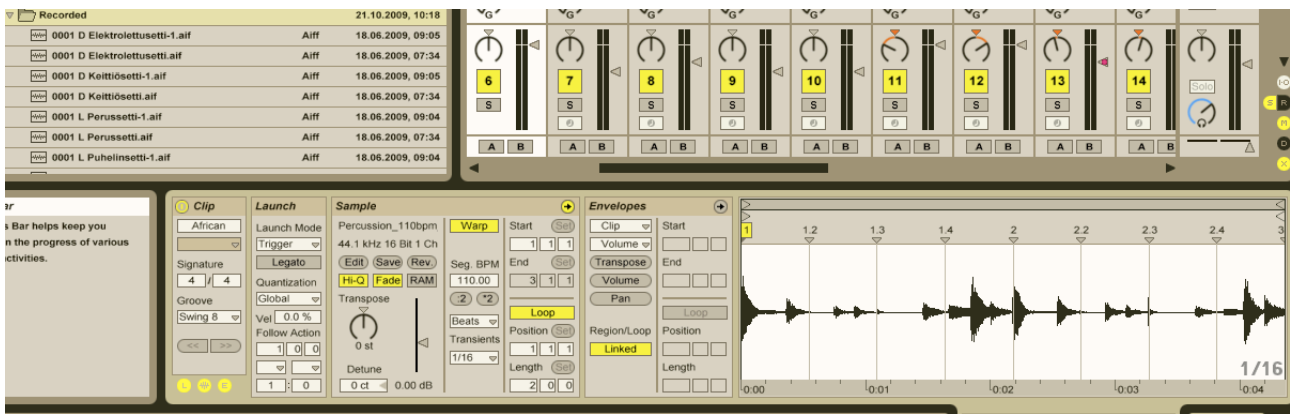 Recorded 21.10.2009, 10:18
0001 D Elektrolottusetti-1.aif Aiff 18.06.2009, 09:05
0001 D Elektrolettusetti.aif Aiff 18.06.2009, 07:34
0001 D Keittiösetti-1.aif Aiff 18.06.2009, 09:05
0001 D Keittiösetti.aif Aiff 18.06.2009, 07:34
0001 L Perussetti-1.aif Aiff 18.06.2009, 09:04
0001 L Perussetti.aif Aiff 18.06.2009, 07:34
0001 L Puhelinsetti-1.aif Aiff 18.06.2009, 09:04
6 7 8 9 10 11 12 13 14 Solo
S S S S S S S S S
A B A B A B A B A B A B A B A B A B
I-O
S R
M
D
X
ar
s Bar helps keep you
n the progress of various
activities.
Clip
African
Signature
4 / 4
Groove
Swing 8
<< >>
L E
Launch
Launch Mode
Trigger
Legato
Quantization
Global
Vel 0.0 %
Follow Action
1 0 0
1 : 0
Sample
Percussion_110bpm
44.1 kHz 16 Bit 1 Ch
Edit Save Rev.
Hi-Q Fade RAM
Transpose
0 st
Detune
0 ct 0.00 dB
Warp
Seg. BPM
110.00
:2 *2
Beats
Transients
1/16
Start Set
1 1 1
End Set
3 1 1
Loop
Position Set
1 1 1
Length Set
2 0 0
Envelopes
Clip
Volume
Transpose
Volume
Pan
Region/Loop
Linked
Start
End
Loop
Position
Length
1 1.2 1.3 1.4 2 2.2 2.3 2.4 3
1/16
0:00 0:01 0:02 0:03 0:04